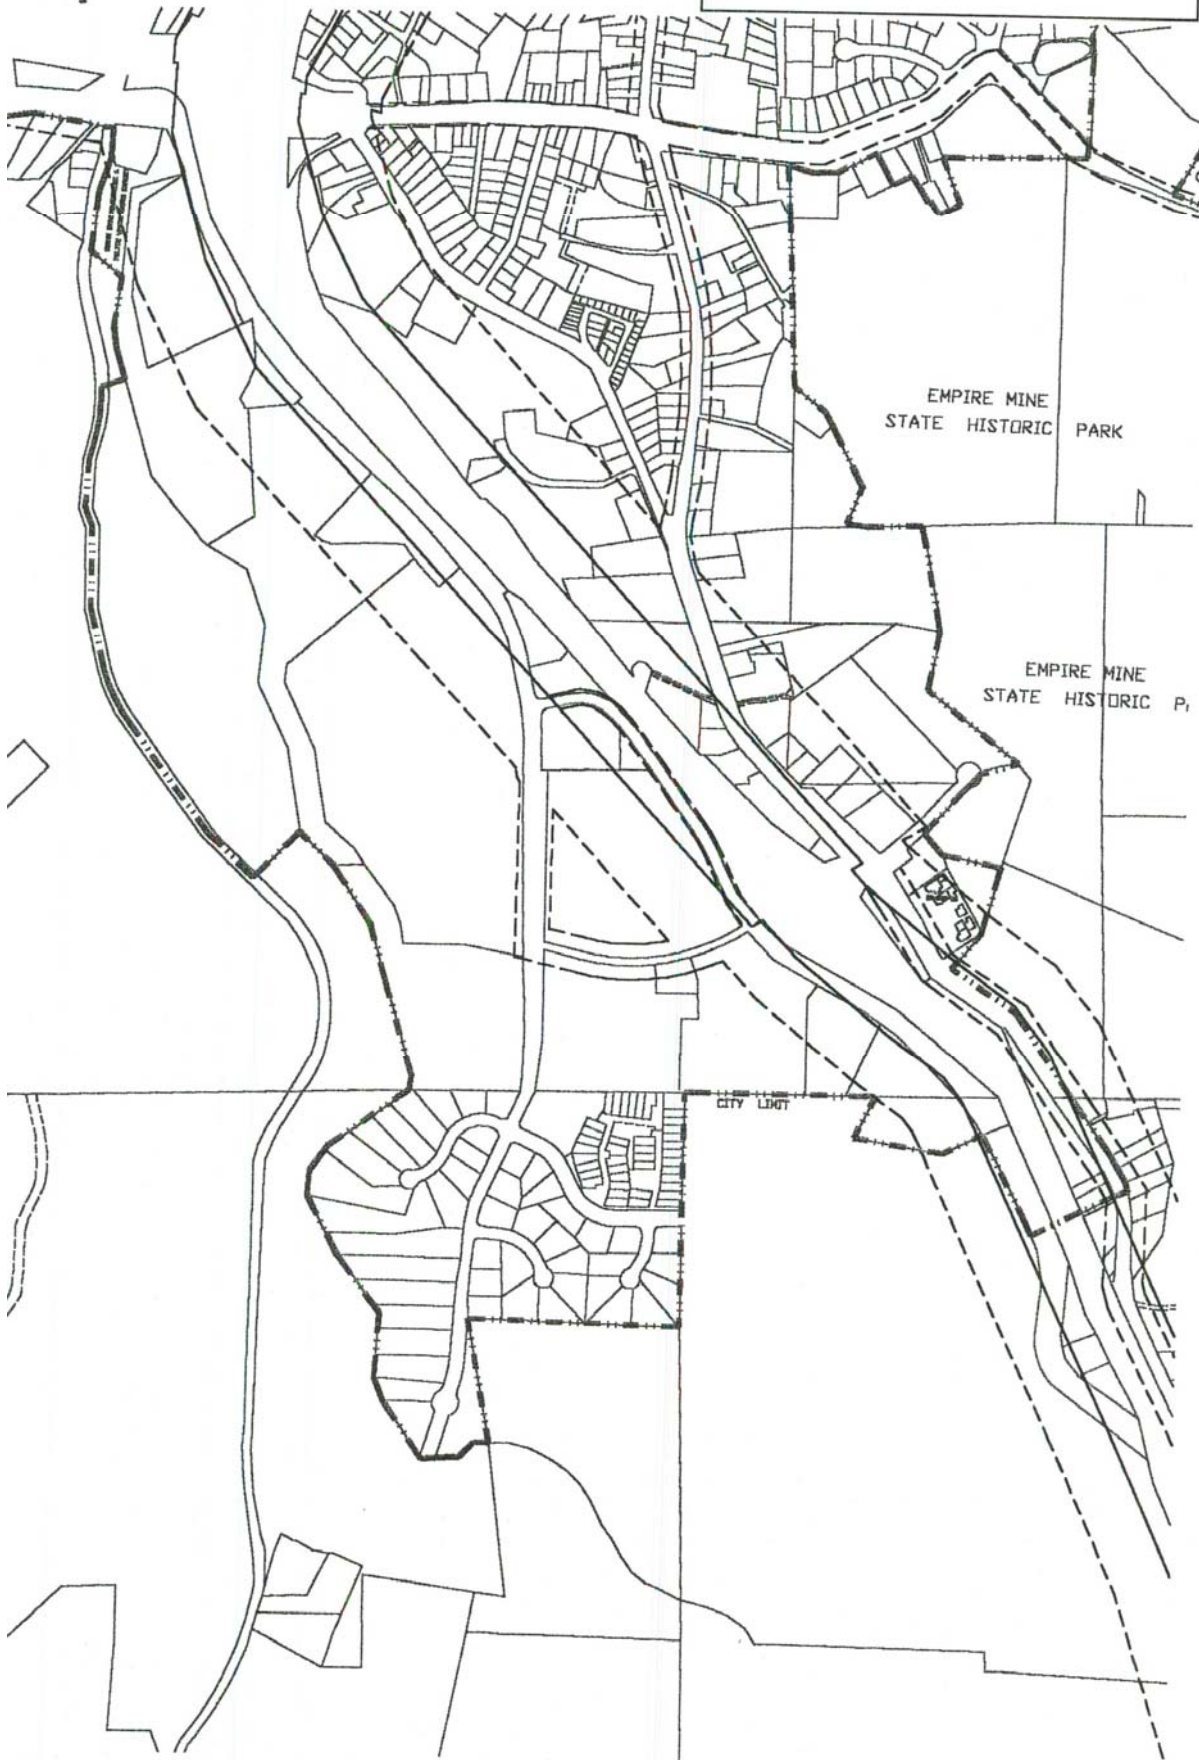 EMPIRE MINE
STATE HISTORIC PARK
EMPIRE MINE
STATE HISTORIC P
CITY LIMIT